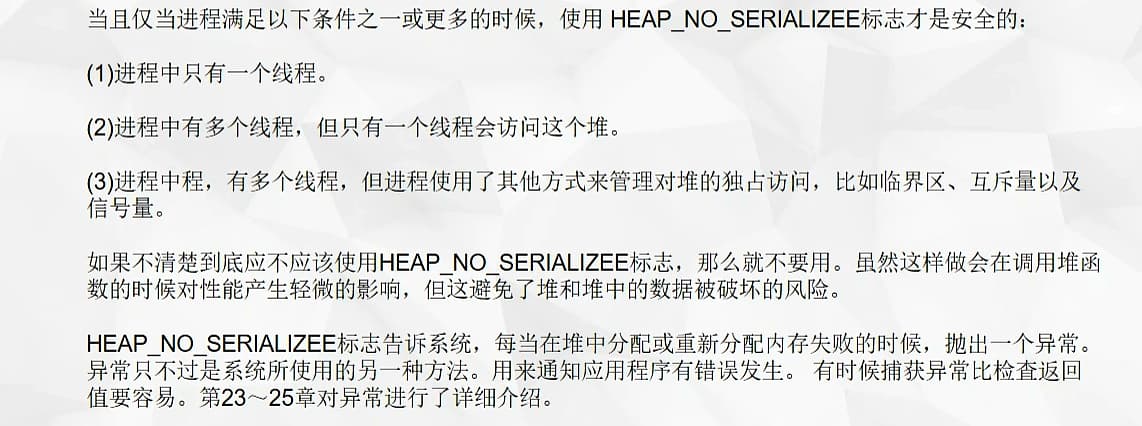 当且仅当进程满足以下条件之一或更多的时候，使用 HEAP_NO_SERIALIZEE标志才是安全的：
(1)进程中只有一个线程。
(2)进程中有多个线程，但只有一个线程会访问这个堆。
(3)进程中程，有多个线程，但进程使用了其他方式来管理对堆的独占访问，比如临界区、互斥量以及
信号量。
如果不清楚到底应不应该使用HEAP_NO_SERIALIZEE标志，那么就不要用。虽然这样做会在调用堆函
数的时候对性能产生轻微的影响，但这避免了堆和堆中的数据被破坏的风险。
HEAP_NO_SERIALIZEE标志告诉系统，每当在堆中分配或重新分配内存失败的时候，抛出一个异常。
异常只不过是系统所使用的另一种方法。用来通知应用程序有错误发生。 有时候捕获异常比检查返回
值要容易。第23～25章对异常进行了详细介绍。